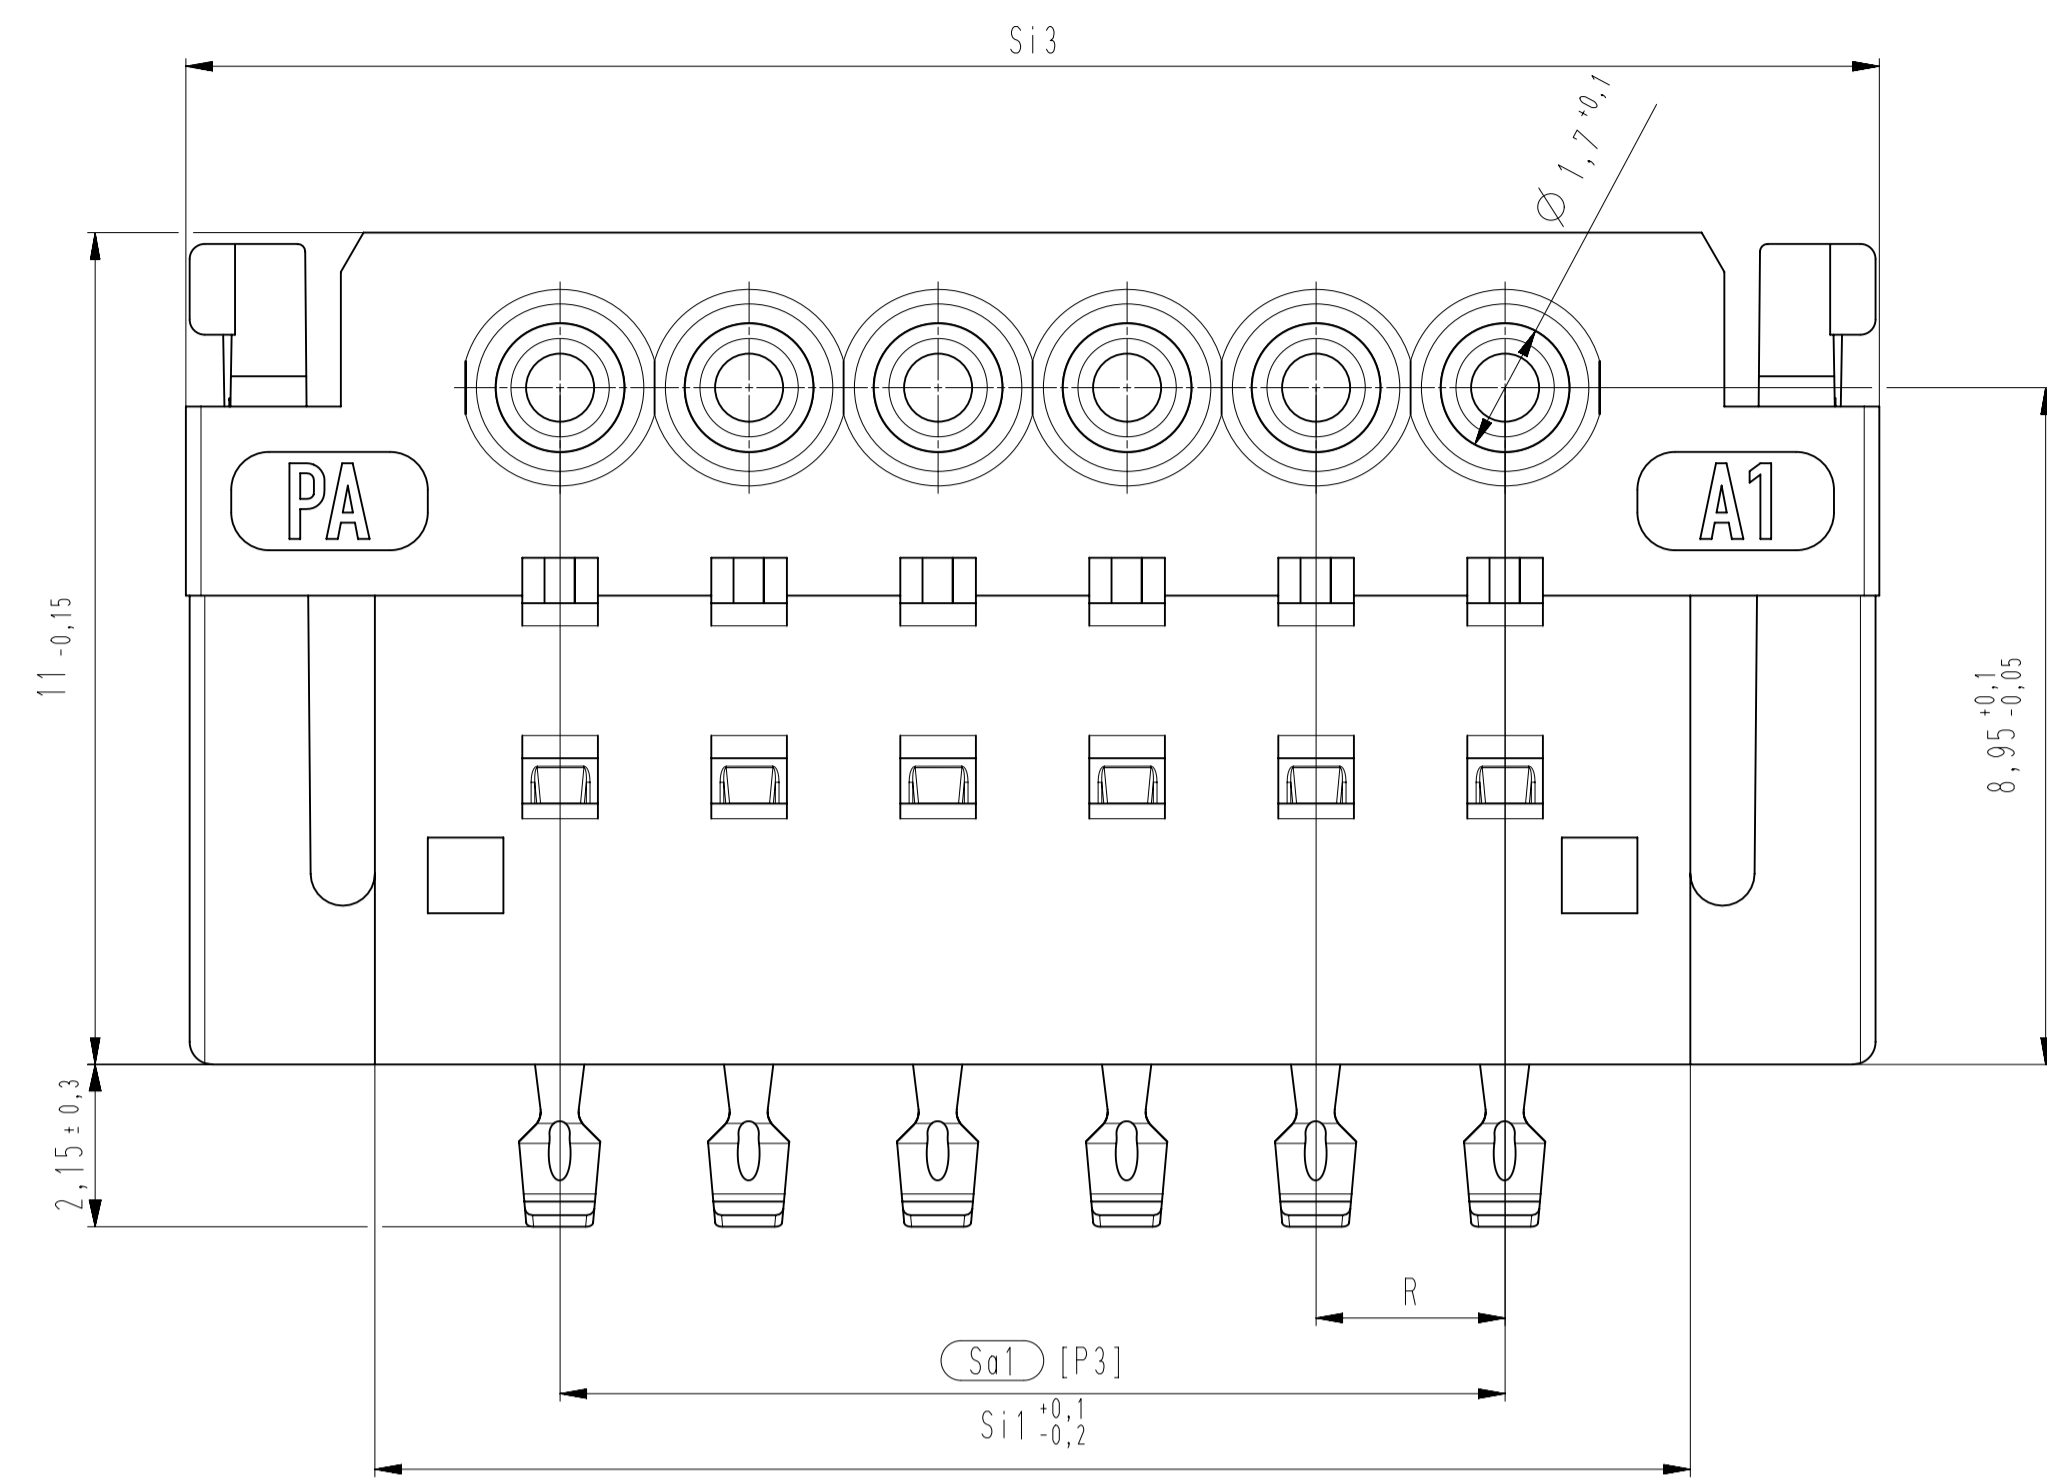 Si3
Ø 1,7 +0,1
PA
A1
11 -0,15
8,95 +0,1 -0,05
2,15 ± 0,3
R
Sa1 [P3]
Si1 +0,1 -0,2